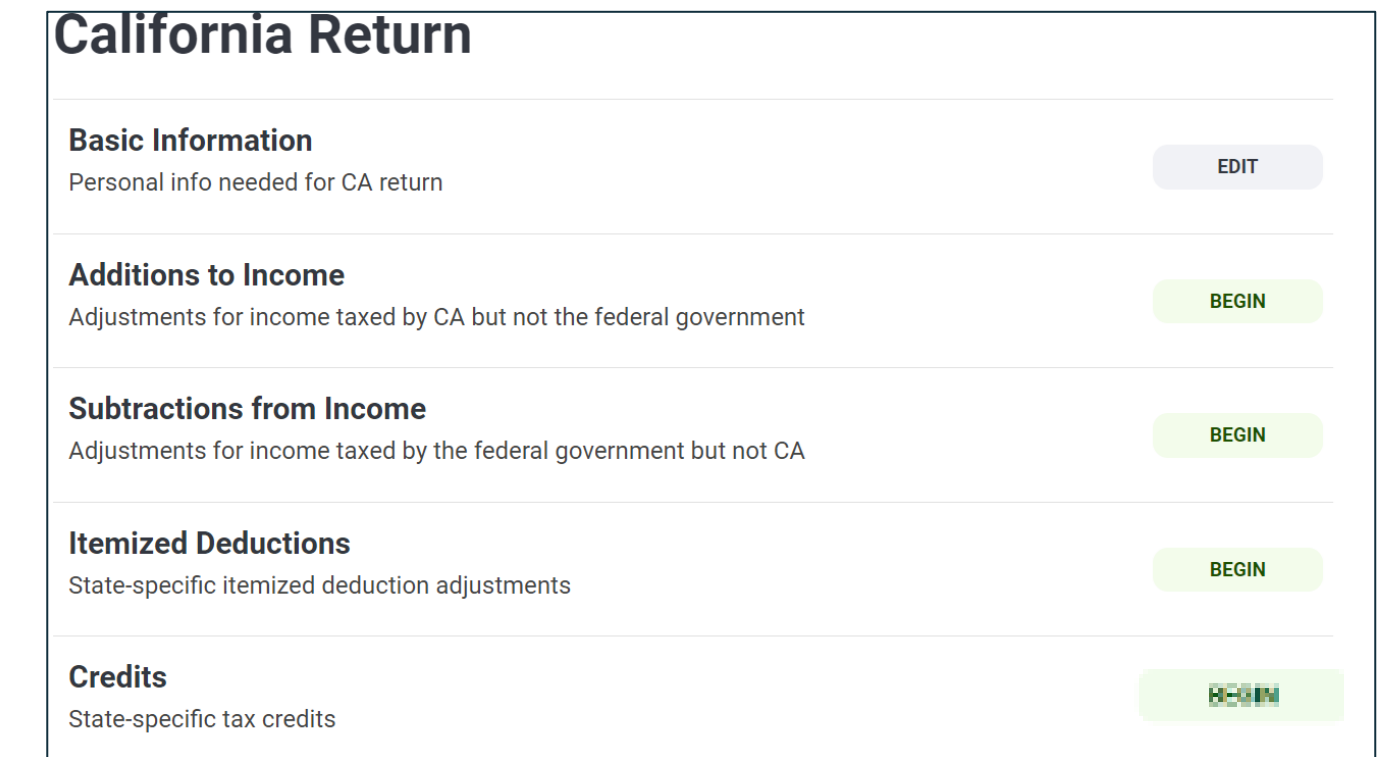 California Return
Basic Information
Personal info needed for CA return
EDIT
Additions to Income
Adjustments for income taxed by CA but not the federal government
BEGIN
Subtractions from Income
Adjustments for income taxed by the federal government but not CA
BEGIN
Itemized Deductions
State-specific itemized deduction adjustments
BEGIN
Credits
State-specific tax credits